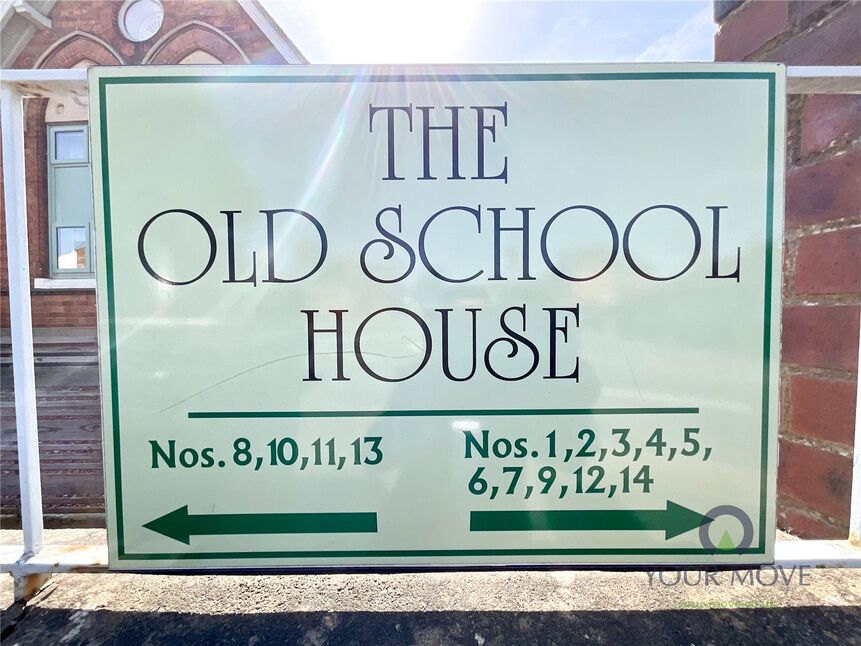 THE
OLD SCHOOL
HOUSE
Nos. 8,10,11,13
Nos. 1,2,3,4,5,
6,7,9,12,14
YOUR MOVE